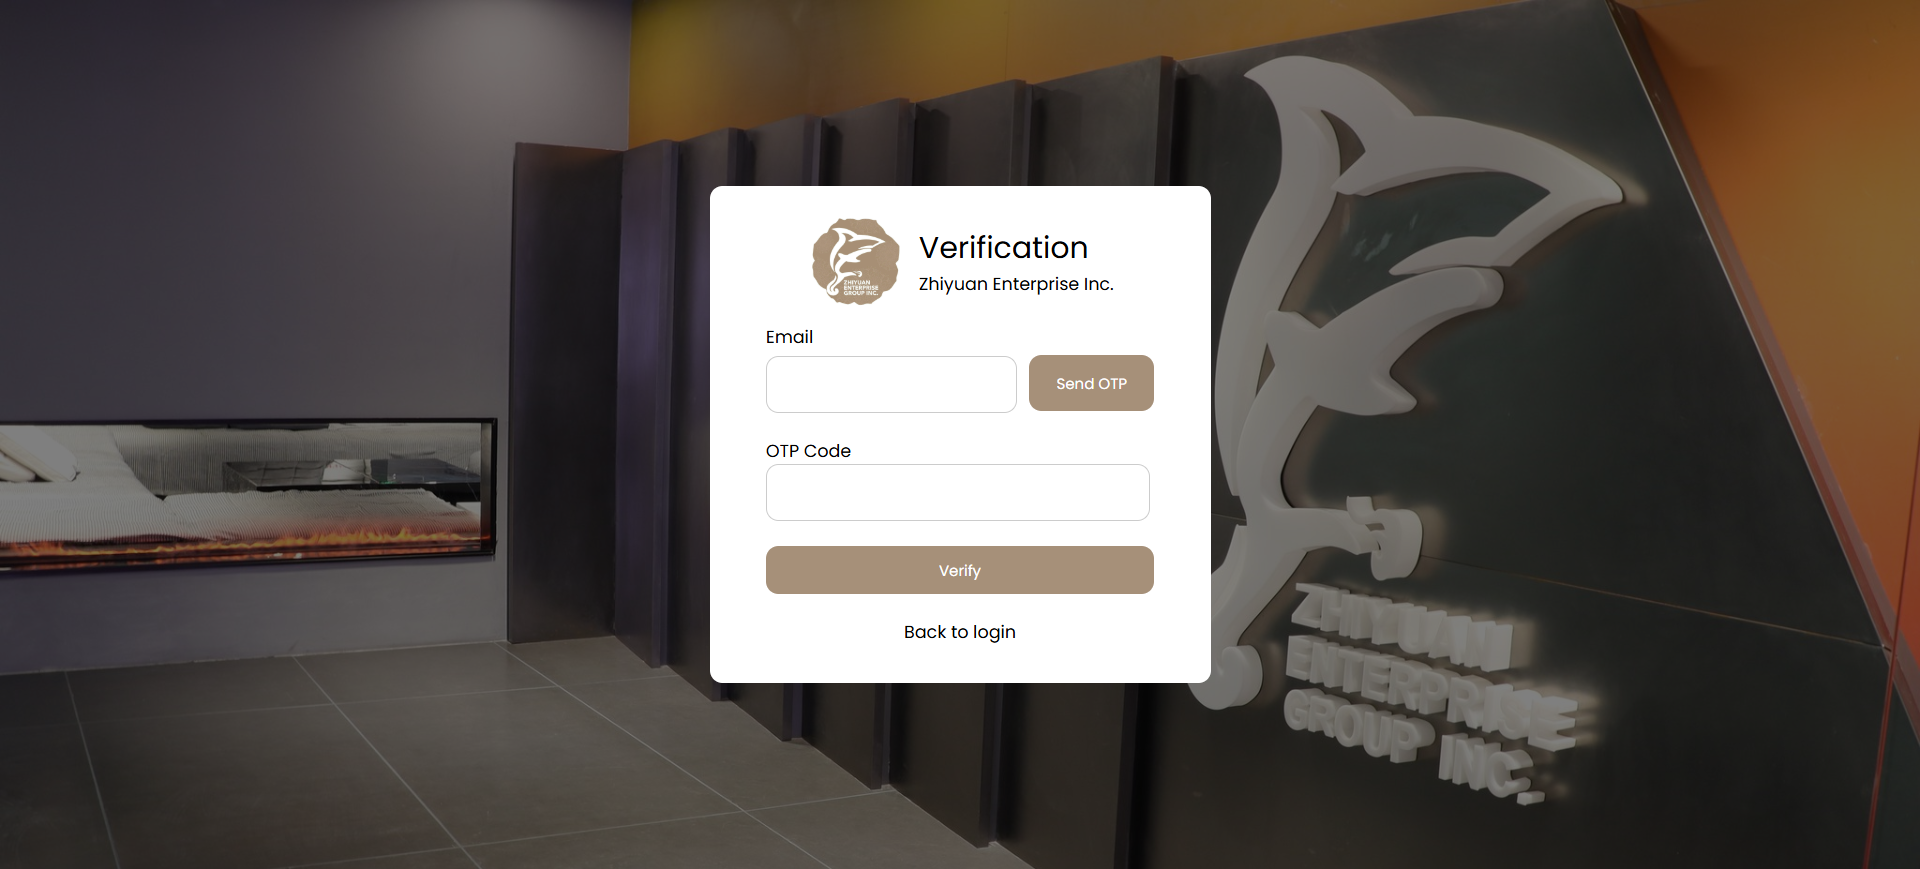 Verification
Zhiyuan Enterprise Inc.
ZHIYUAN
ENTERPRISE
GROUP INC.
Email
Send OTP
OTP Code
Verify
Back to login
ZHIYUAN
ENTERPRISE
GROUP INC.